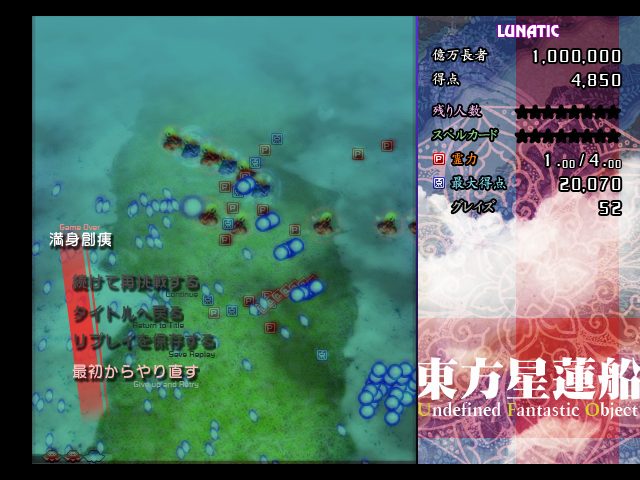 LUNATIC
億万長者 1,000,000
得点 4,850
残り人数
スペルカード
P 霊力 1.00/4.00
点 最大得点 20,070
グレイズ 52
Game Over
満身創痍
続けて再挑戦する
Continue
タイトルへ戻る
Return to Title
リプレイを保存する
Save Replay
最初からやり直す
Give up and Retry
東方星蓮船
Undefined Fantastic Object